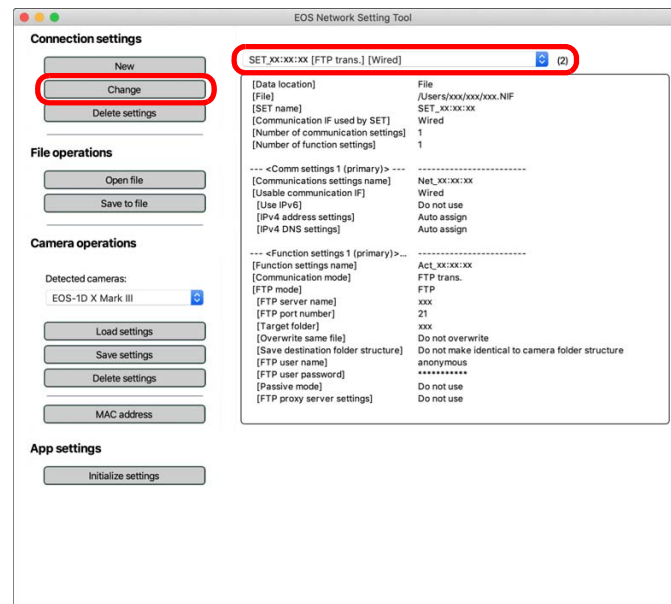 EOS Network Setting Tool
Connection settings
New
Change
Delete settings
File operations
Open file
Save to file
Camera operations
Detected cameras:
EOS-1D X Mark III
Load settings
Save settings
Delete settings
MAC address
App settings
Initialize settings
SET_xx:xx:xx [FTP trans.] [Wired] (2)
[Data location] File
[File] /Users/xxx/xxx/xxx.NIF
[SET name] SET_xx:xx:xx
[Communication IF used by SET] Wired
[Number of communication settings] 1
[Number of function settings] 1
--- <Comm settings 1 (primary)> --- ------------------------
[Communications settings name] Net_xx:xx:xx
[Usable communication IF] Wired
[Use IPv6] Do not use
[IPv4 address settings] Auto assign
[IPv4 DNS settings] Auto assign
--- <Function settings 1 (primary)>... ------------------------
[Function settings name] Act_xx:xx:xx
[Communication mode] FTP trans.
[FTP mode] FTP
[FTP server name] xxx
[FTP port number] 21
[Target folder] xxx
[Overwrite same file] Do not overwrite
[Save destination folder structure] Do not make identical to camera folder structure
[FTP user name] anonymous
[FTP user password] ***********
[Passive mode] Do not use
[FTP proxy server settings] Do not use